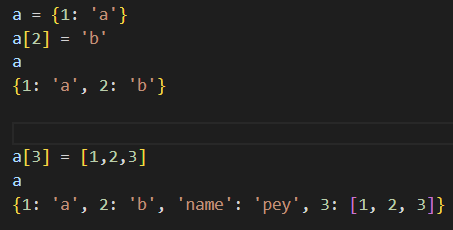 a = {1: 'a'}
a[2] = 'b'
a
{1: 'a', 2: 'b'}
a[3] = [1,2,3]
a
{1: 'a', 2: 'b', 'name': 'pey', 3: [1, 2, 3]}